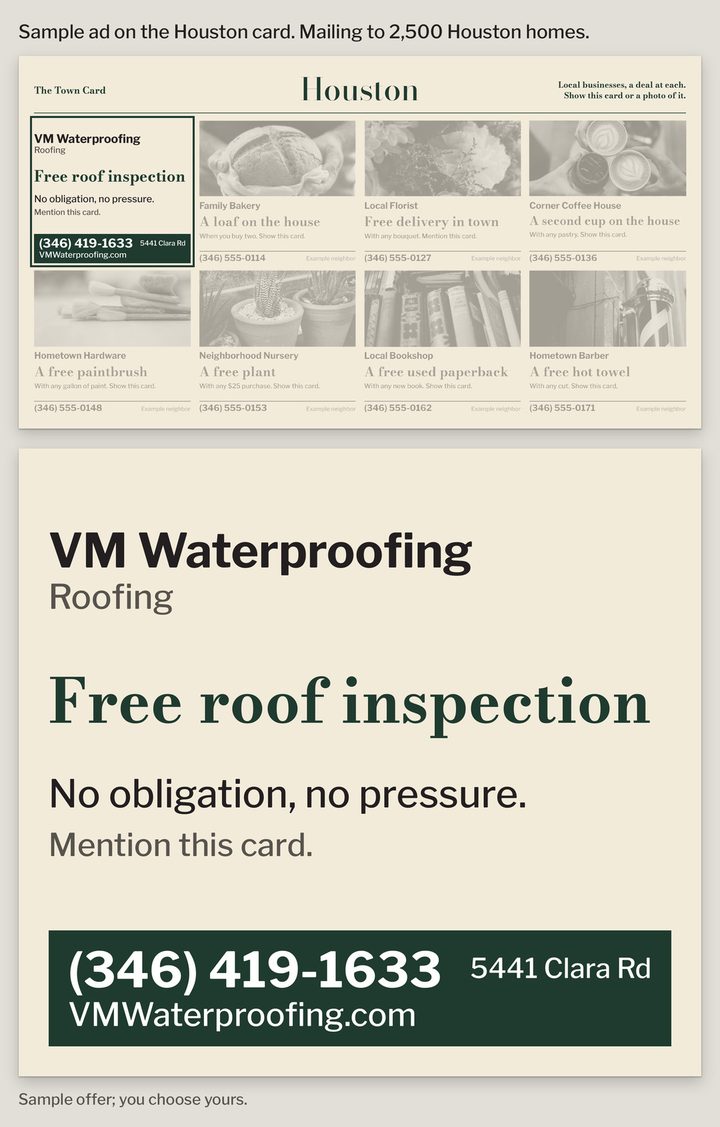 Sample ad on the Houston card. Mailing to 2,500 Houston homes.
The Town Card
Houston
Local businesses, a deal at each.
Show this card or a photo of it.
VM Waterproofing
Roofing
Free roof inspection
No obligation, no pressure.
Mention this card.
(346) 419-1633 5441 Clara Rd
VMWaterproofing.com
Family Bakery
A loaf on the house
When you buy two. Show this card.
(346) 555-0114 Example neighbor
Local Florist
Free delivery in town
With any bouquet. Mention this card.
(346) 555-0127 Example neighbor
Corner Coffee House
A second cup on the house
With any pastry. Show this card.
(346) 555-0136 Example neighbor
Hometown Hardware
A free paintbrush
With any gallon of paint. Show this card.
(346) 555-0148 Example neighbor
Neighborhood Nursery
A free plant
With any $25 purchase. Show this card.
(346) 555-0153 Example neighbor
Local Bookshop
A free used paperback
With any new book. Show this card.
(346) 555-0162 Example neighbor
Hometown Barber
A free hot towel
With any cut. Show this card.
(346) 555-0171 Example neighbor
VM Waterproofing
Roofing
Free roof inspection
No obligation, no pressure.
Mention this card.
(346) 419-1633 5441 Clara Rd
VMWaterproofing.com
Sample offer; you choose yours.